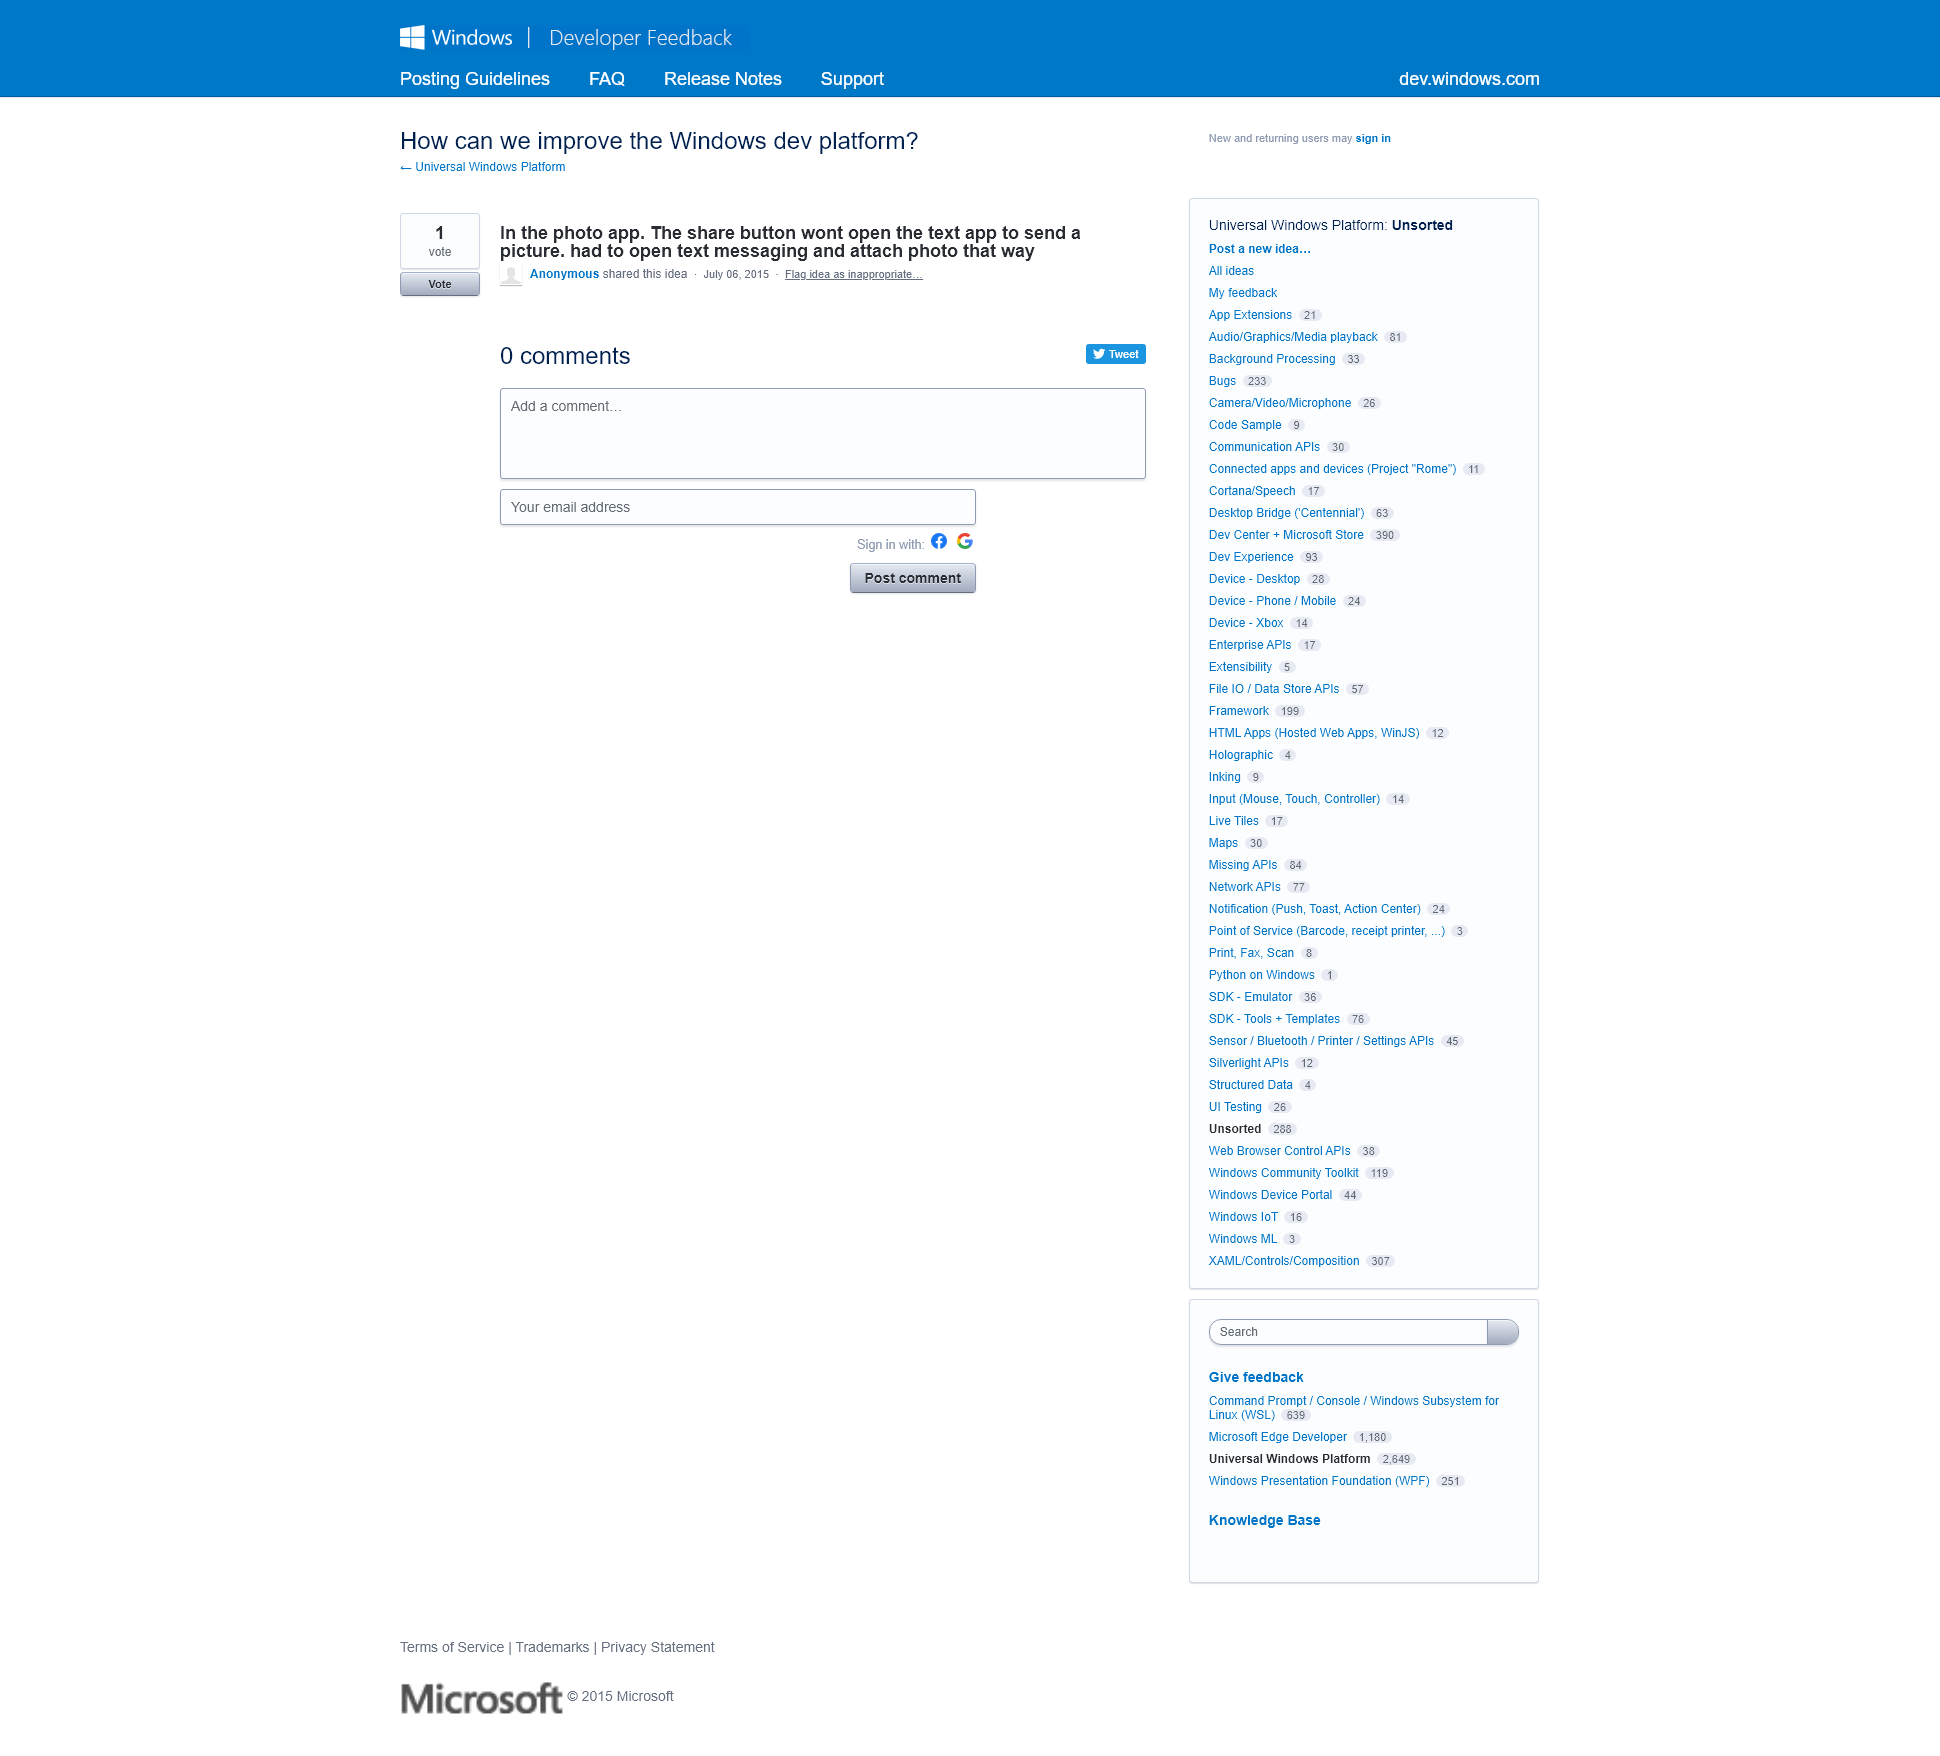 Windows | Developer Feedback
Posting Guidelines FAQ Release Notes Support dev.windows.com
How can we improve the Windows dev platform?
← Universal Windows Platform
New and returning users may sign in
1
vote
Vote
In the photo app. The share button wont open the text app to send a
picture. had to open text messaging and attach photo that way
Anonymous shared this idea · July 06, 2015 · Flag idea as inappropriate…
0 comments
Tweet
Add a comment…
Your email address
Sign in with:
Post comment
Universal Windows Platform: Unsorted
Post a new idea…
All ideas
My feedback
App Extensions 21
Audio/Graphics/Media playback 81
Background Processing 33
Bugs 233
Camera/Video/Microphone 26
Code Sample 9
Communication APIs 30
Connected apps and devices (Project "Rome") 11
Cortana/Speech 17
Desktop Bridge ('Centennial') 63
Dev Center + Microsoft Store 390
Dev Experience 93
Device - Desktop 28
Device - Phone / Mobile 24
Device - Xbox 14
Enterprise APIs 17
Extensibility 5
File IO / Data Store APIs 57
Framework 199
HTML Apps (Hosted Web Apps, WinJS) 12
Holographic 4
Inking 9
Input (Mouse, Touch, Controller) 14
Live Tiles 17
Maps 30
Missing APIs 84
Network APIs 77
Notification (Push, Toast, Action Center) 24
Point of Service (Barcode, receipt printer, ...) 3
Print, Fax, Scan 8
Python on Windows 1
SDK - Emulator 36
SDK - Tools + Templates 76
Sensor / Bluetooth / Printer / Settings APIs 45
Silverlight APIs 12
Structured Data 4
UI Testing 26
Unsorted 288
Web Browser Control APIs 38
Windows Community Toolkit 119
Windows Device Portal 44
Windows IoT 16
Windows ML 3
XAML/Controls/Composition 307
Search
Give feedback
Command Prompt / Console / Windows Subsystem for
Linux (WSL) 639
Microsoft Edge Developer 1,180
Universal Windows Platform 2,649
Windows Presentation Foundation (WPF) 251
Knowledge Base
Terms of Service | Trademarks | Privacy Statement
Microsoft © 2015 Microsoft